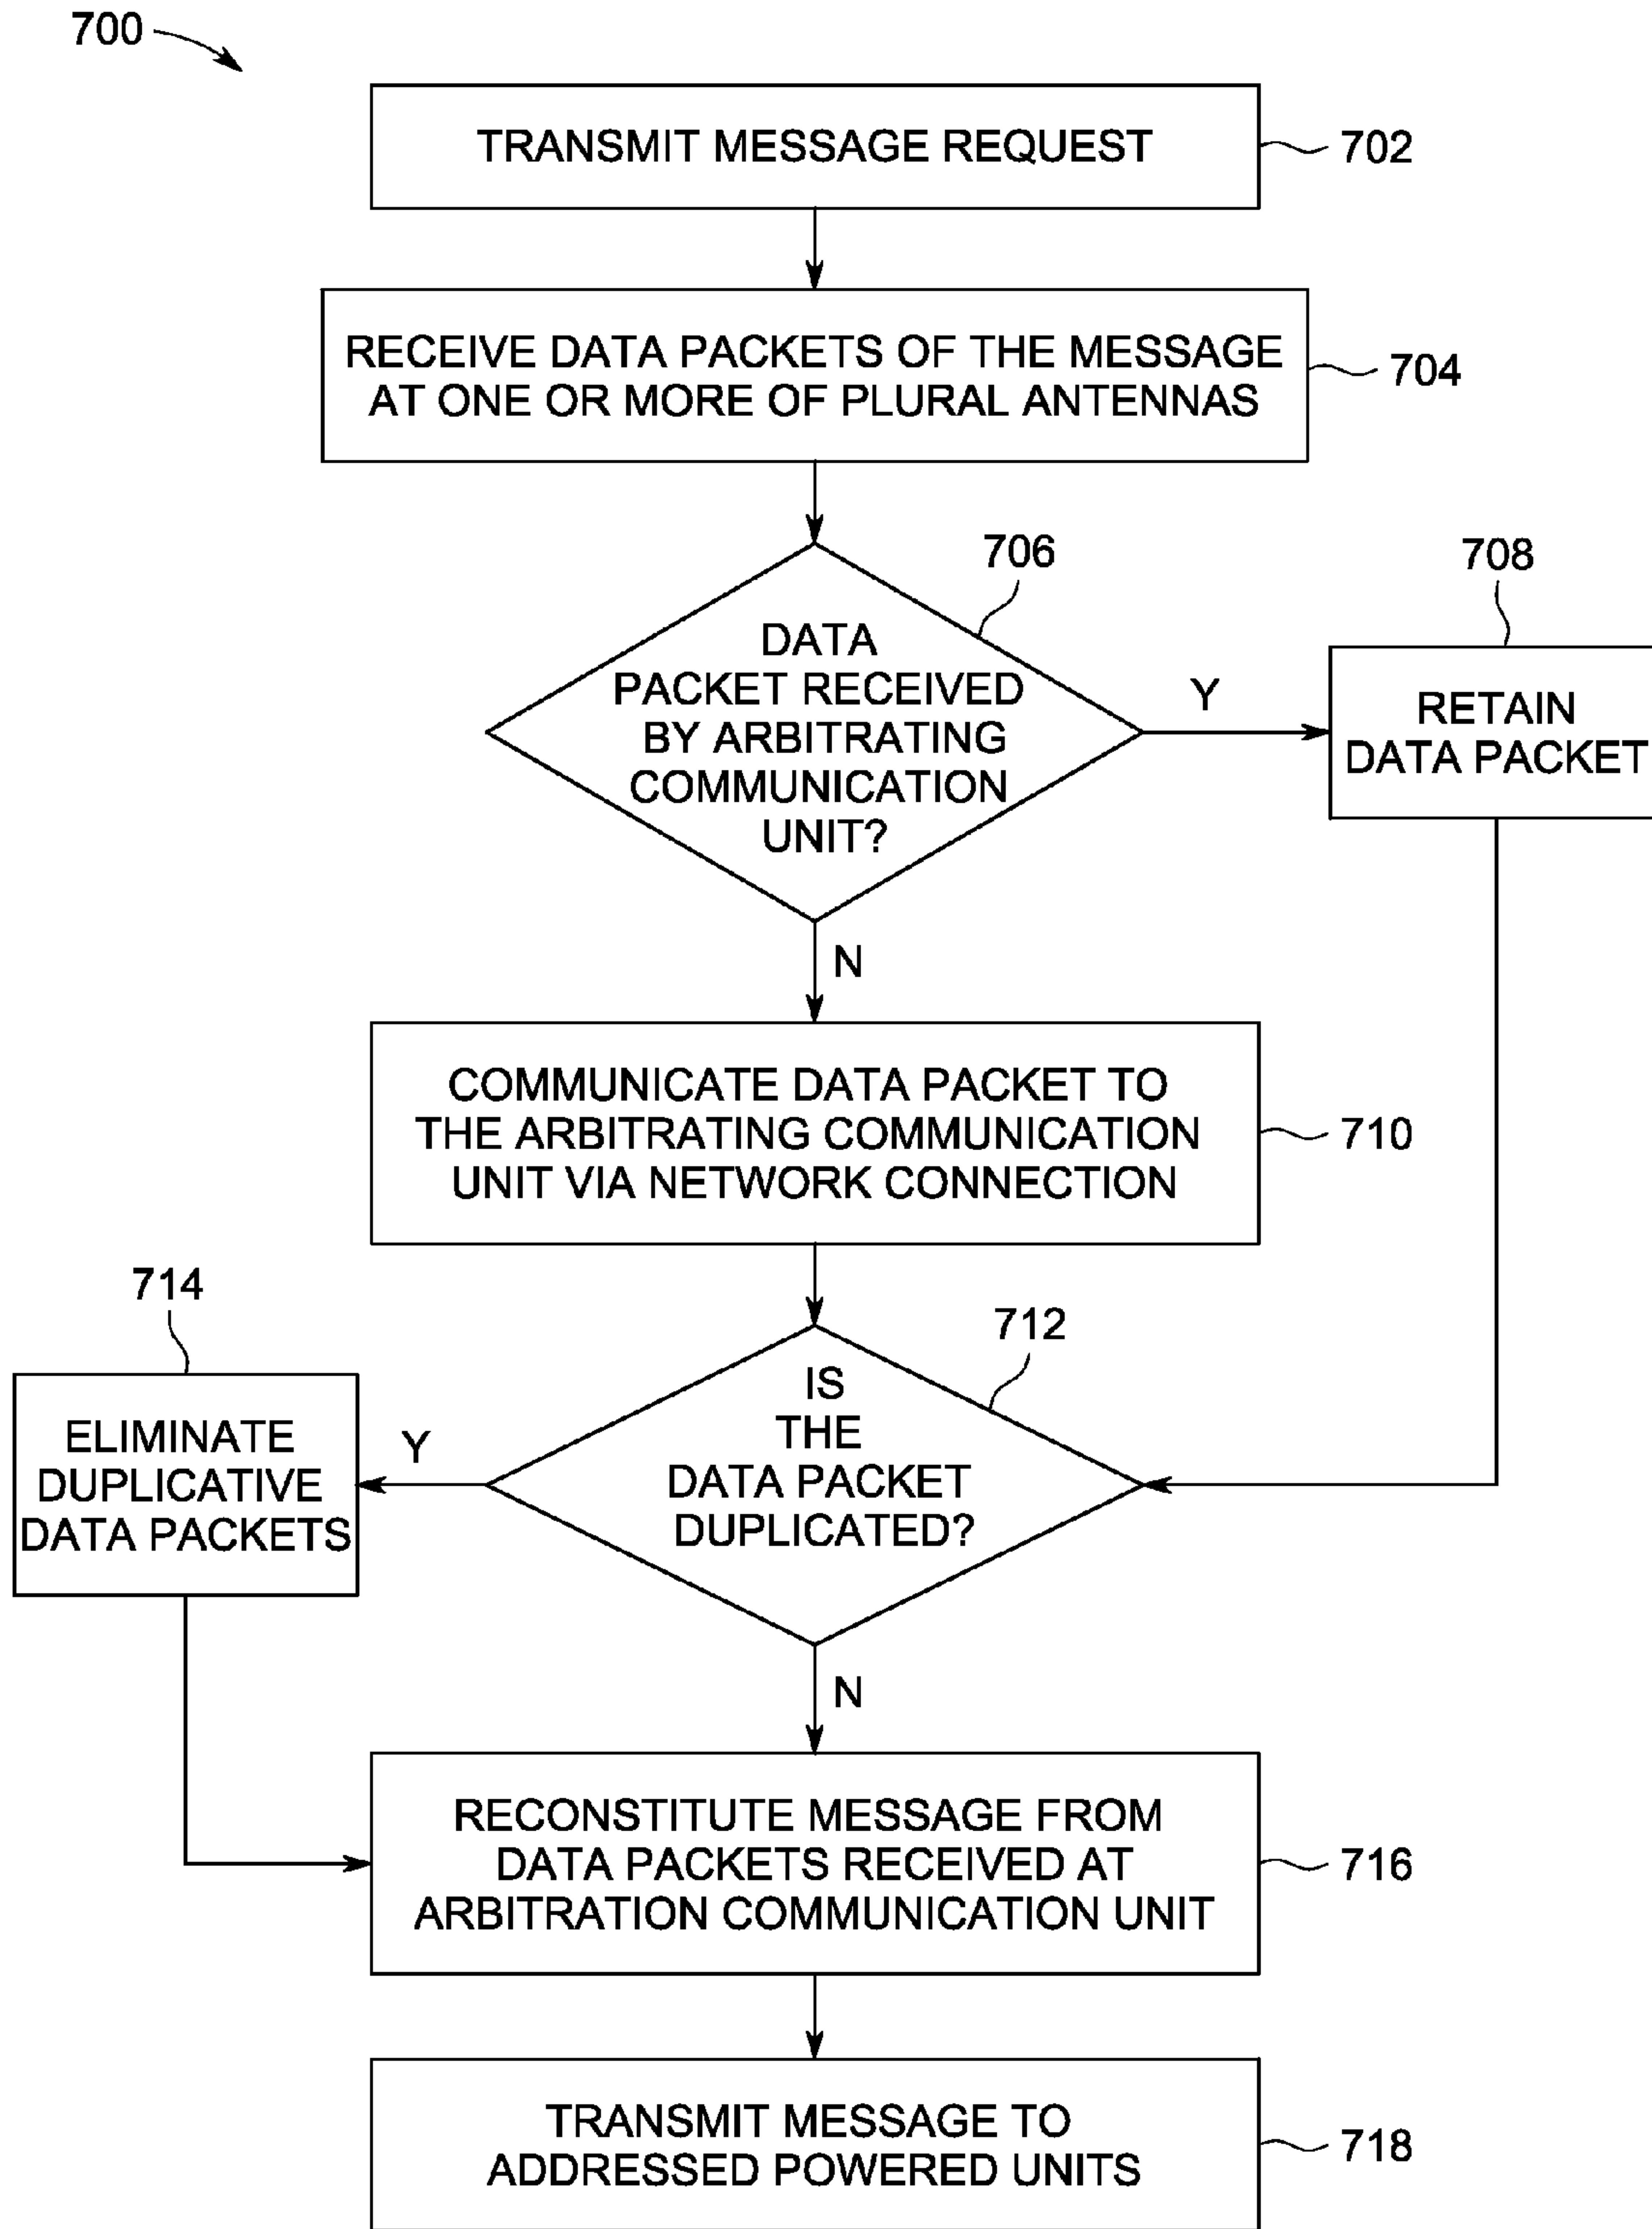 700
TRANSMIT MESSAGE REQUEST
702
RECEIVE DATA PACKETS OF THE MESSAGE
AT ONE OR MORE OF PLURAL ANTENNAS
704
706
DATA
PACKET RECEIVED
BY ARBITRATING
COMMUNICATION
UNIT?
Y
708
RETAIN
DATA PACKET
N
COMMUNICATE DATA PACKET TO
THE ARBITRATING COMMUNICATION
UNIT VIA NETWORK CONNECTION
710
712
IS
THE
DATA PACKET
DUPLICATED?
Y
714
ELIMINATE
DUPLICATIVE
DATA PACKETS
N
RECONSTITUTE MESSAGE FROM
DATA PACKETS RECEIVED AT
ARBITRATION COMMUNICATION UNIT
716
TRANSMIT MESSAGE TO
ADDRESSED POWERED UNITS
718